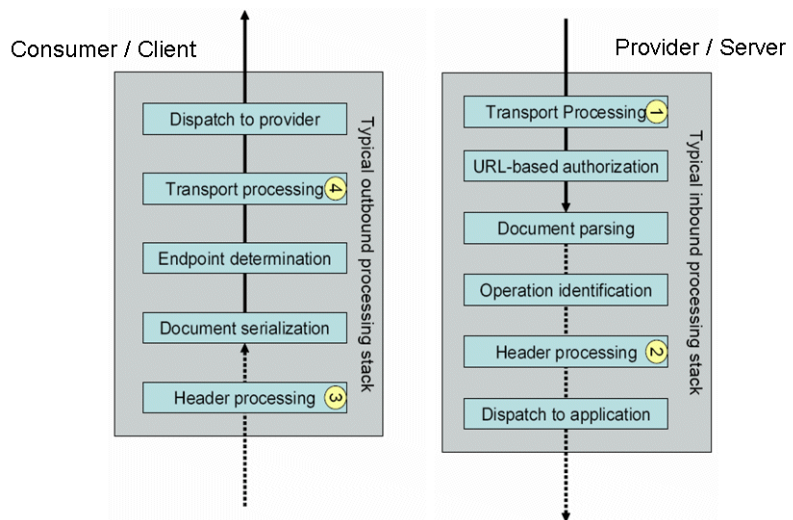 Consumer / Client
Dispatch to provider
Transport processing 4
Endpoint determination
Document serialization
Header processing 3
Typical outbound processing stack
Provider / Server
Transport Processing 1
URL-based authorization
Document parsing
Operation identification
Header processing 2
Dispatch to application
Typical inbound processing stack